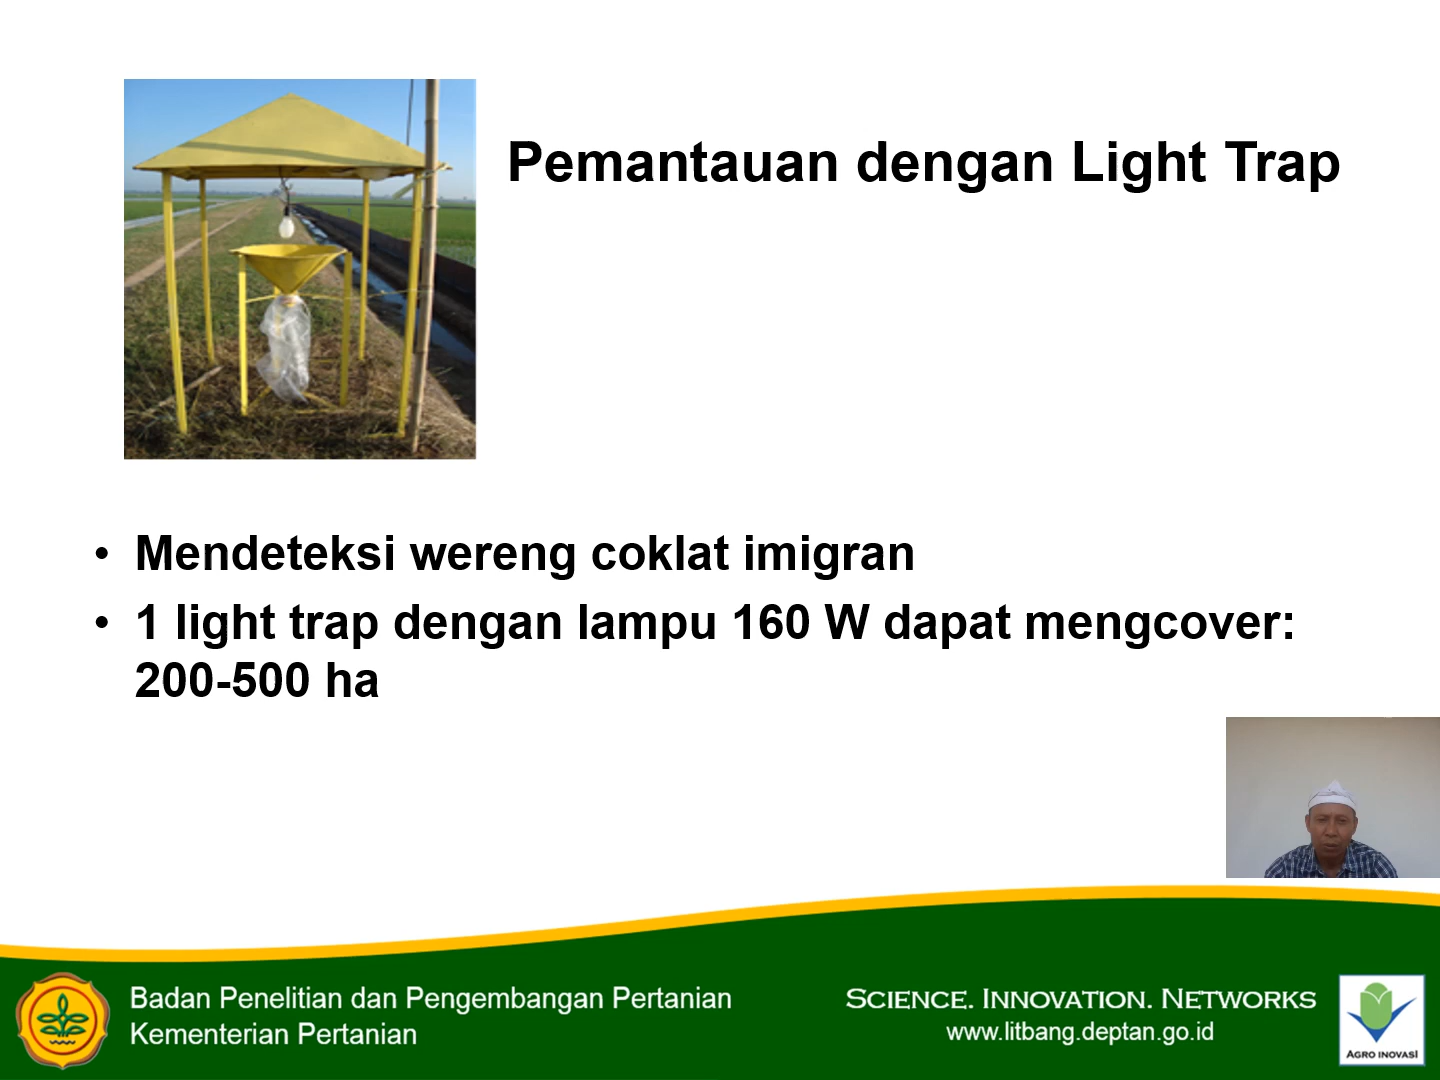 Pemantauan dengan Light Trap
• Mendeteksi wereng coklat imigran
• 1 light trap dengan lampu 160 W dapat mengcover:
200-500 ha
Badan Penelitian dan Pengembangan Pertanian
Kementerian Pertanian
SCIENCE. INNOVATION. NETWORKS
www.litbang.deptan.go.id
AGRO INOVASI